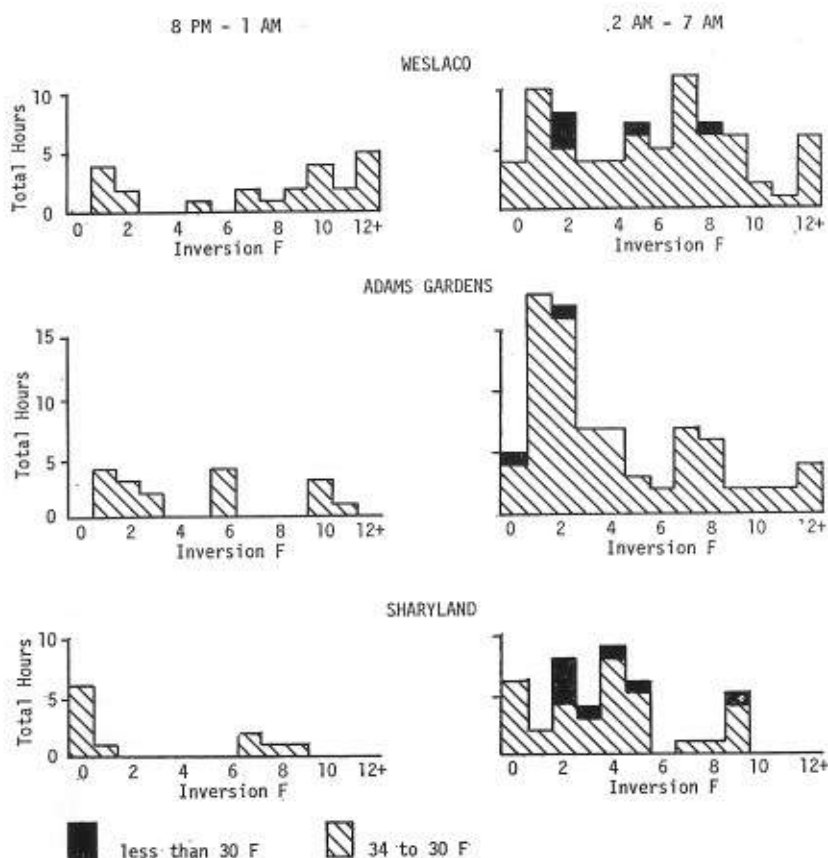 8 PM - 1 AM
.2 AM - 7 AM
WESLACO
Total Hours
10
5
0
0 2 4 6 8 10 12+
Inversion F
0 2 4 6 8 10 12+
Inversion F
ADAMS GARDENS
Total Hours
15
10
5
0
0 2 4 6 8 10 12+
Inversion F
0 2 4 6 8 10 12+
Inversion F
SHARYLAND
Total Hours
10
5
0
0 2 4 6 8 10 12+
Inversion F
0 2 4 6 8 10 12+
Inversion F
less than 30 F
34 to 30 F